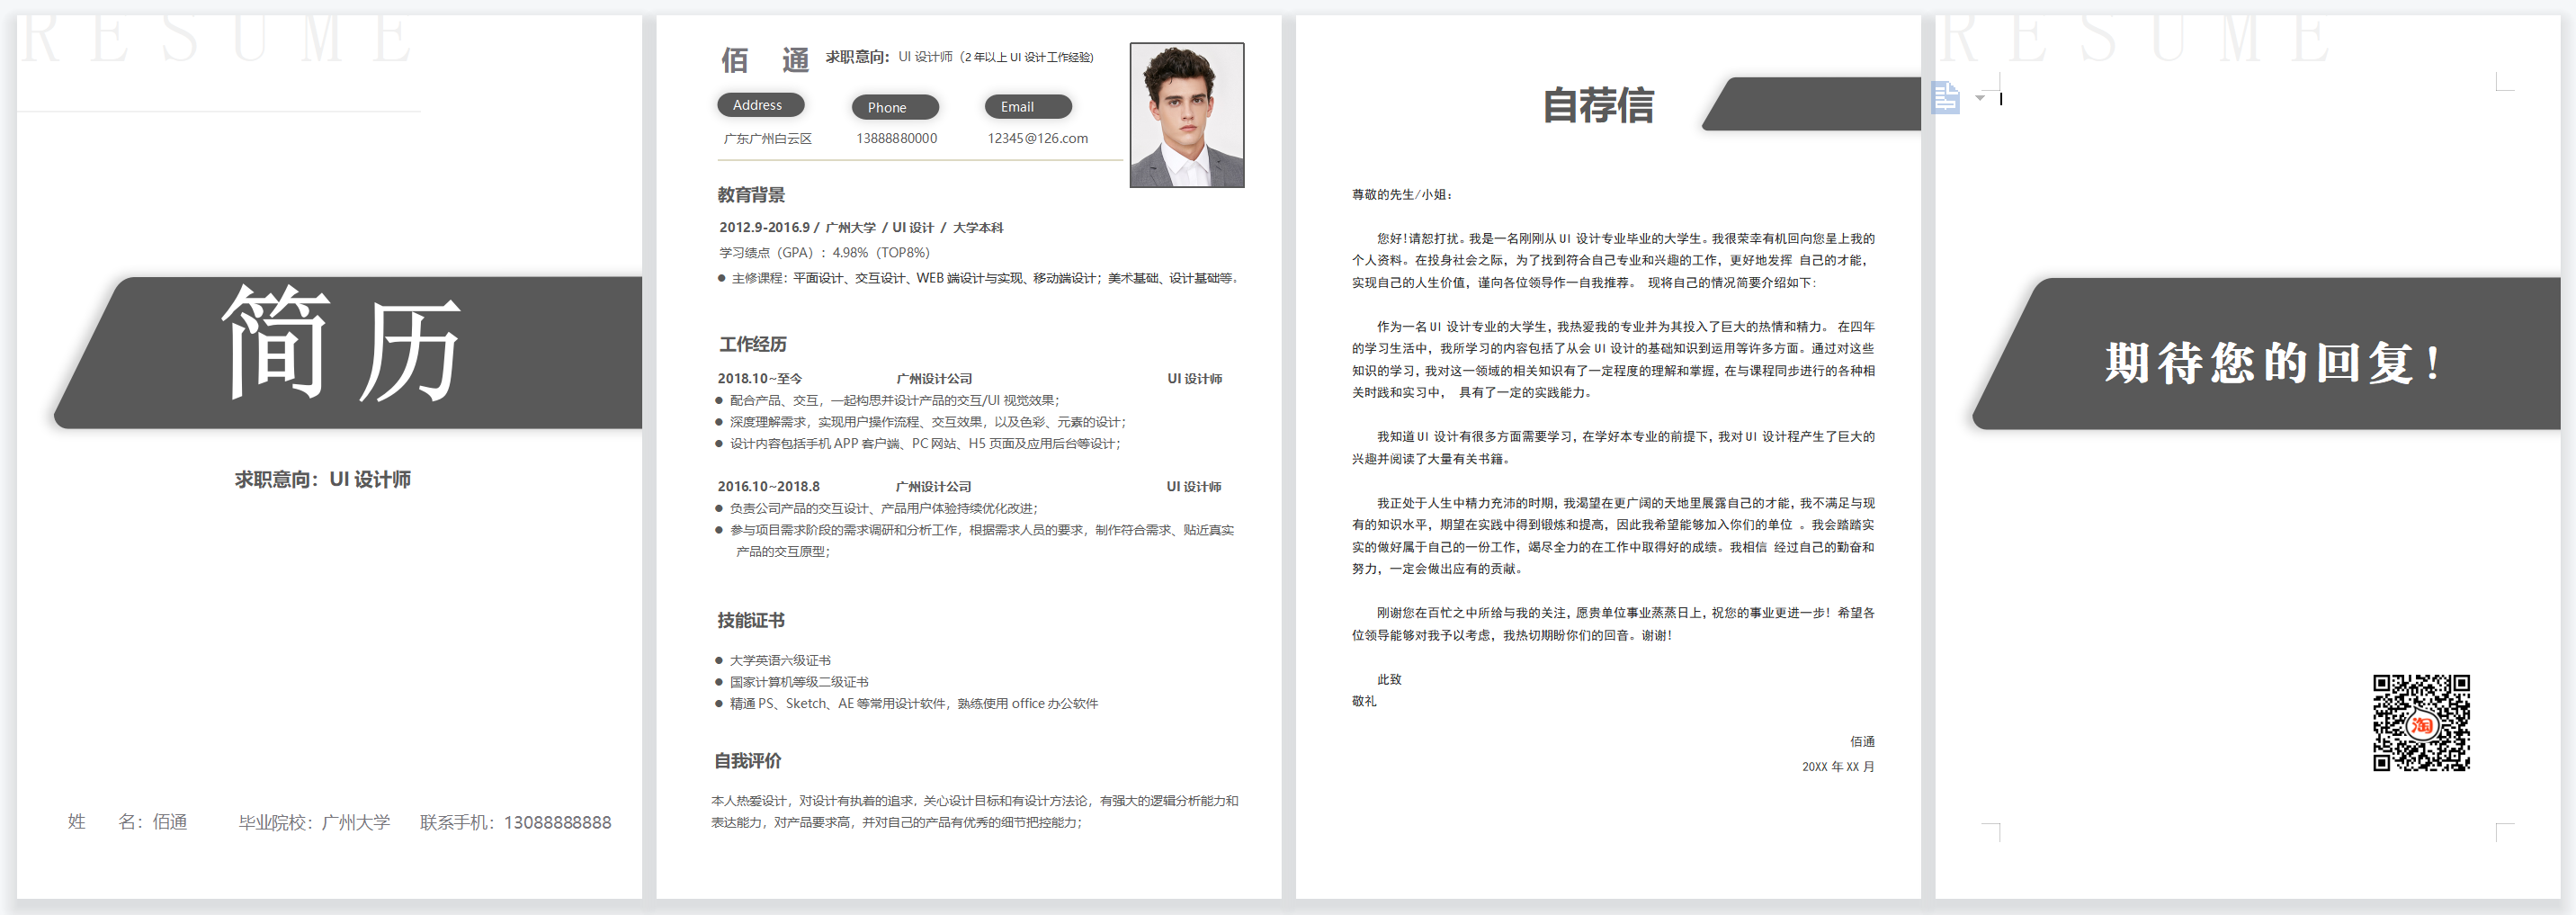 RESUME
简历
求职意向：UI 设计师
姓 名：佰通 毕业院校：广州大学 联系手机：13088888888
佰 通 求职意向：UI 设计师（2 年以上 UI 设计工作经验)
Address Phone Email
广东广州白云区 13888880000 12345@126.com
教育背景
2012.9-2016.9 / 广州大学 / UI 设计 / 大学本科
学习绩点（GPA）：4.98%（TOP8%）
● 主修课程：平面设计、交互设计、WEB 端设计与实现、移动端设计；美术基础、设计基础等。
工作经历
2018.10~至今 广州设计公司 UI 设计师
● 配合产品、交互，一起构思并设计产品的交互/UI 视觉效果；
● 深度理解需求，实现用户操作流程、交互效果，以及色彩、元素的设计；
● 设计内容包括手机 APP 客户端、PC 网站、H5 页面及应用后台等设计；
2016.10~2018.8 广州设计公司 UI 设计师
● 负责公司产品的交互设计、产品用户体验持续优化改进；
● 参与项目需求阶段的需求调研和分析工作，根据需求人员的要求，制作符合需求、贴近真实
产品的交互原型；
技能证书
● 大学英语六级证书
● 国家计算机等级二级证书
● 精通 PS、Sketch、AE 等常用设计软件，熟练使用 office 办公软件
自我评价
本人热爱设计，对设计有执着的追求，关心设计目标和有设计方法论，有强大的逻辑分析能力和
表达能力，对产品要求高，并对自己的产品有优秀的细节把控能力；
自荐信
尊敬的先生/小姐：
您好!请恕打扰。我是一名刚刚从 UI 设计专业毕业的大学生。我很荣幸有机回向您呈上我的
个人资料。在投身社会之际，为了找到符合自己专业和兴趣的工作，更好地发挥 自己的才能，
实现自己的人生价值，谨向各位领导作一自我推荐。 现将自己的情况简要介绍如下：
作为一名 UI 设计专业的大学生，我热爱我的专业并为其投入了巨大的热情和精力。 在四年
的学习生活中，我所学习的内容包括了从会 UI 设计的基础知识到运用等许多方面。通过对这些
知识的学习，我对这一领域的相关知识有了一定程度的理解和掌握，在与课程同步进行的各种相
关时践和实习中， 具有了一定的实践能力。
我知道 UI 设计有很多方面需要学习，在学好本专业的前提下，我对 UI 设计程产生了巨大的
兴趣并阅读了大量有关书籍。
我正处于人生中精力充沛的时期，我渴望在更广阔的天地里展露自己的才能，我不满足与现
有的知识水平，期望在实践中得到锻炼和提高，因此我希望能够加入你们的单位 。我会踏踏实
实的做好属于自己的一份工作，竭尽全力的在工作中取得好的成绩。我相信 经过自己的勤奋和
努力，一定会做出应有的贡献。
刚谢您在百忙之中所给与我的关注，愿贵单位事业蒸蒸日上，祝您的事业更进一步！希望各
位领导能够对我予以考虑，我热切期盼你们的回音。谢谢！
此致
敬礼
佰通
20XX 年 XX 月
RESUME
期待您的回复！
淘